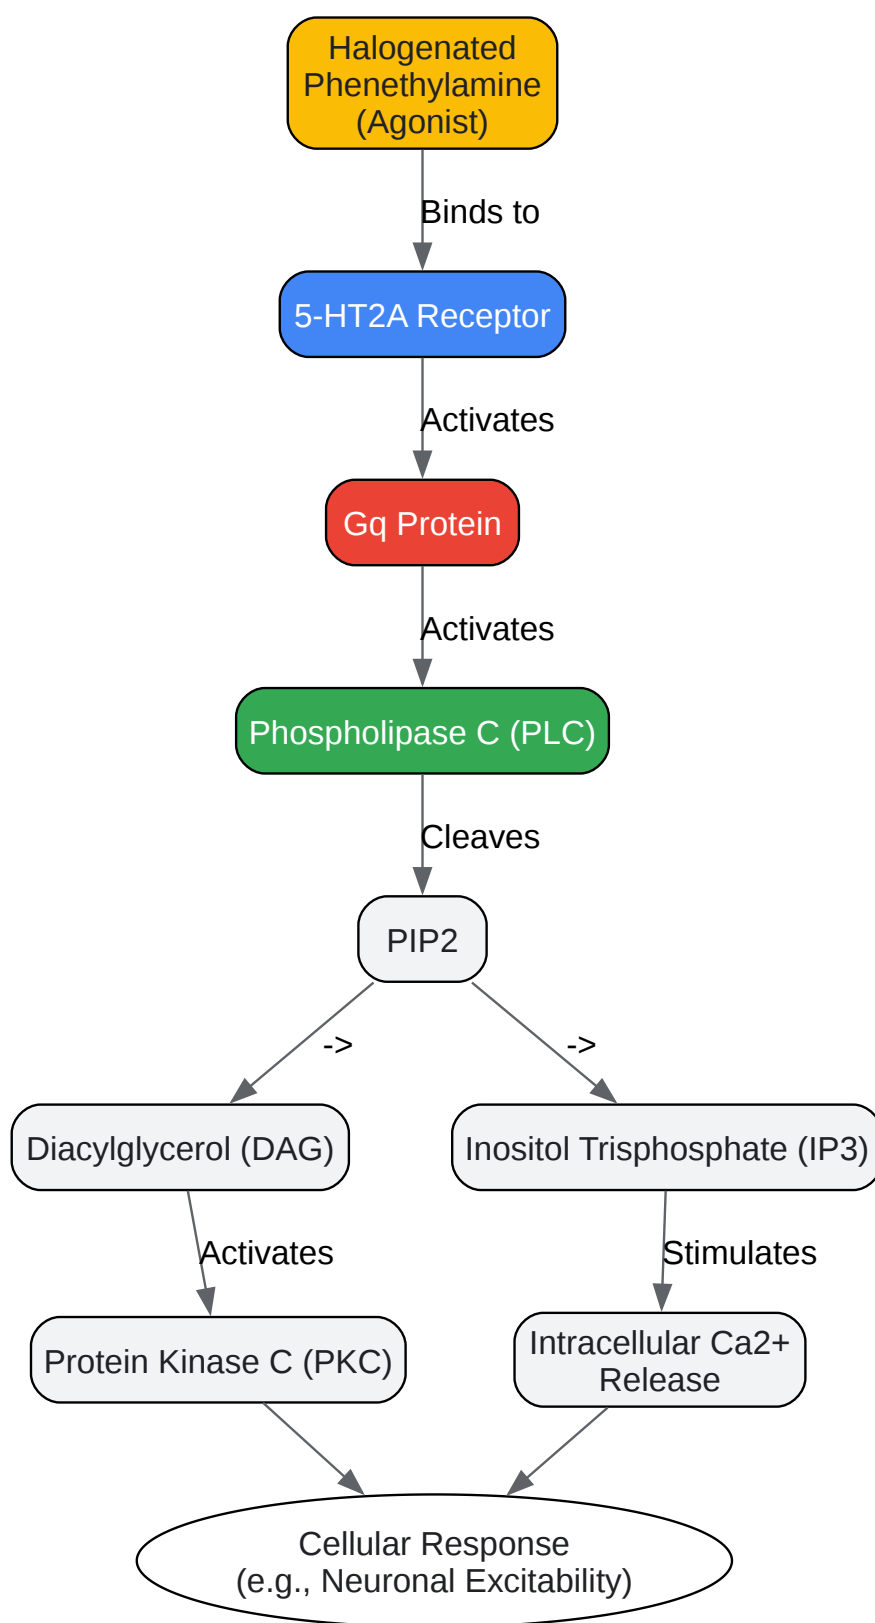 Halogenated
Phenethylamine
(Agonist)
Binds to
5-HT2A Receptor
Activates
Gq Protein
Activates
Phospholipase C (PLC)
Cleaves
PIP2
->
->
Diacylglycerol (DAG)
Inositol Trisphosphate (IP3)
Activates
Stimulates
Protein Kinase C (PKC)
Intracellular Ca2+
Release
Cellular Response
(e.g., Neuronal Excitability)